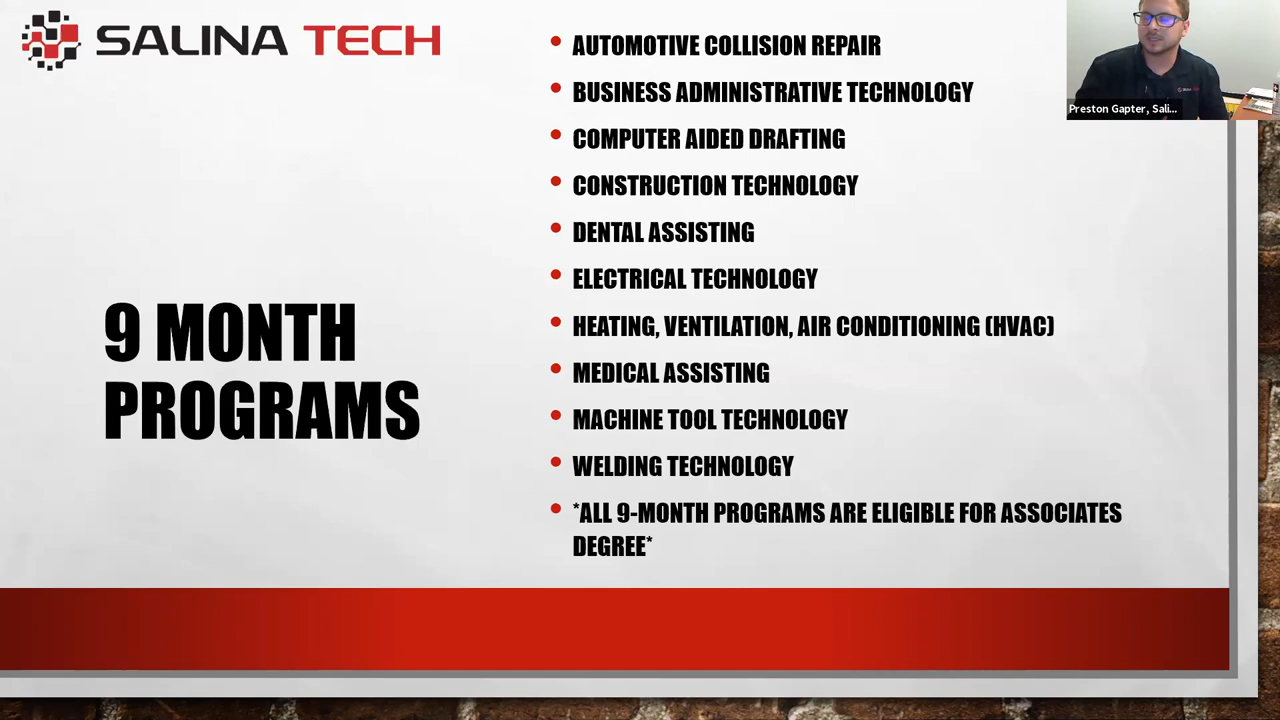 SALINA TECH
9 MONTH
PROGRAMS
• AUTOMOTIVE COLLISION REPAIR
• BUSINESS ADMINISTRATIVE TECHNOLOGY
• COMPUTER AIDED DRAFTING
• CONSTRUCTION TECHNOLOGY
• DENTAL ASSISTING
• ELECTRICAL TECHNOLOGY
• HEATING, VENTILATION, AIR CONDITIONING (HVAC)
• MEDICAL ASSISTING
• MACHINE TOOL TECHNOLOGY
• WELDING TECHNOLOGY
• *ALL 9-MONTH PROGRAMS ARE ELIGIBLE FOR ASSOCIATES
DEGREE*
Preston Gapter, Sali...